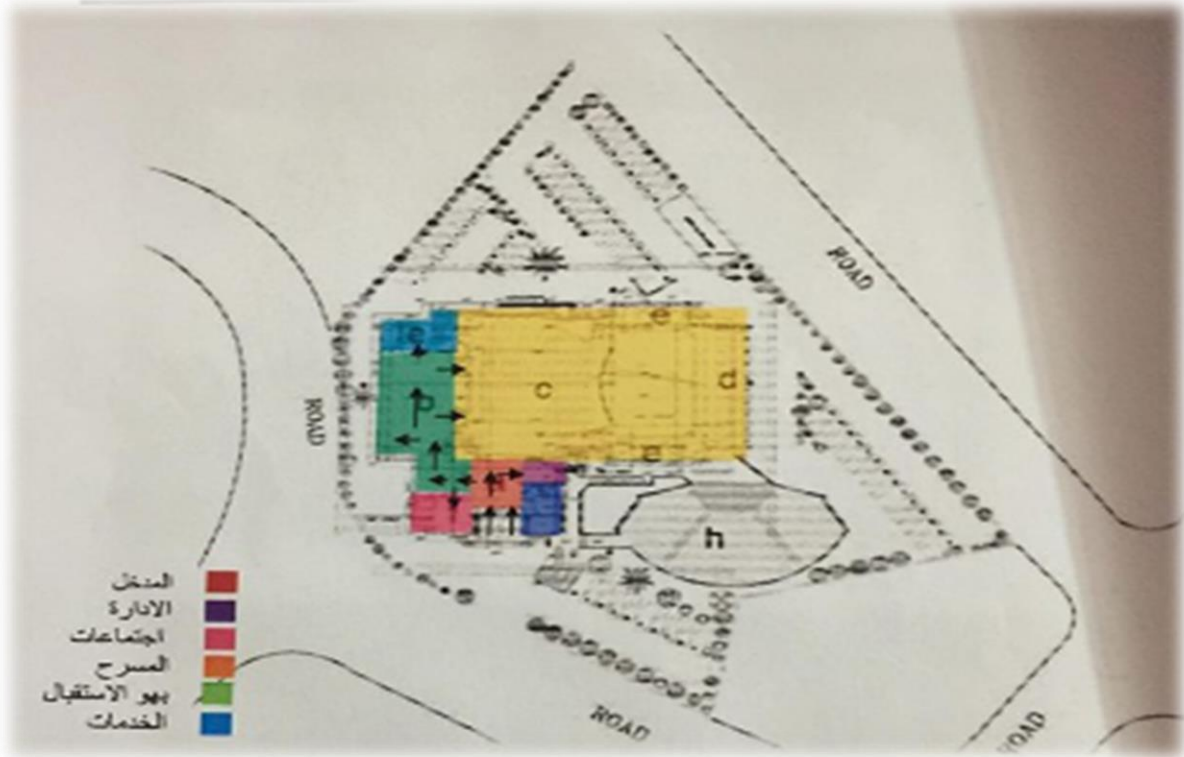 ROAD
e
e
d
c
b
ROAD
e
h
المدخل
الادارة
اجتماعات
المسرح
بهو الاستقبال
الخدمات
ROAD
ROAD